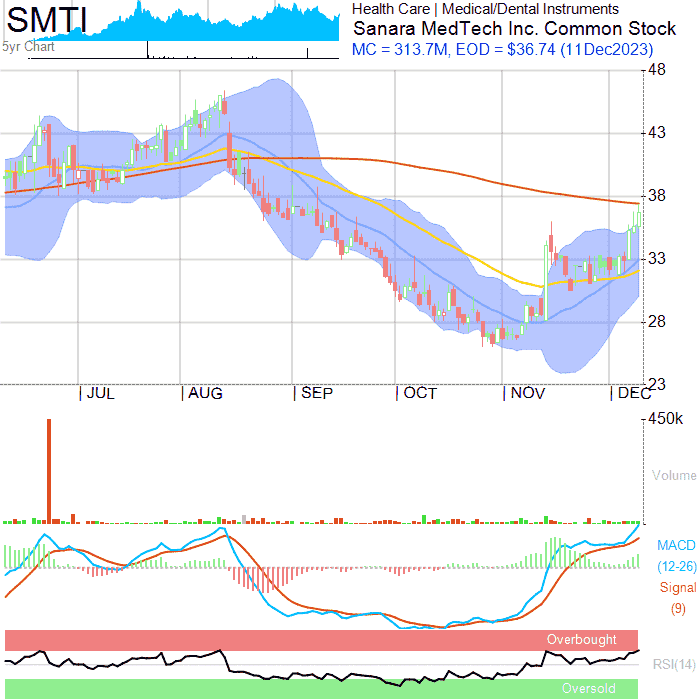 SMTI
5yr Chart
Health Care | Medical/Dental Instruments
Sanara MedTech Inc. Common Stock
MC = 313.7M, EOD = $36.74 (11Dec2023)
48
43
38
33
28
23
JUL
AUG
SEP
OCT
NOV
DEC
450k
Volume
MACD
(12-26)
Signal
(9)
Overbought
RSI(14)
Oversold